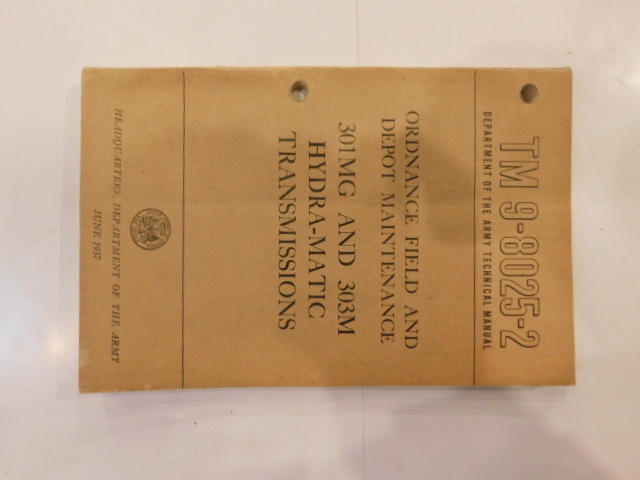 TM 9-8025-2
DEPARTMENT OF THE ARMY TECHNICAL MANUAL
ORDNANCE FIELD AND
DEPOT MAINTENANCE
301MG AND 303M
HYDRA-MATIC
TRANSMISSIONS
HEADQUARTERS, DEPARTMENT OF THE ARMY
JUNE 1957